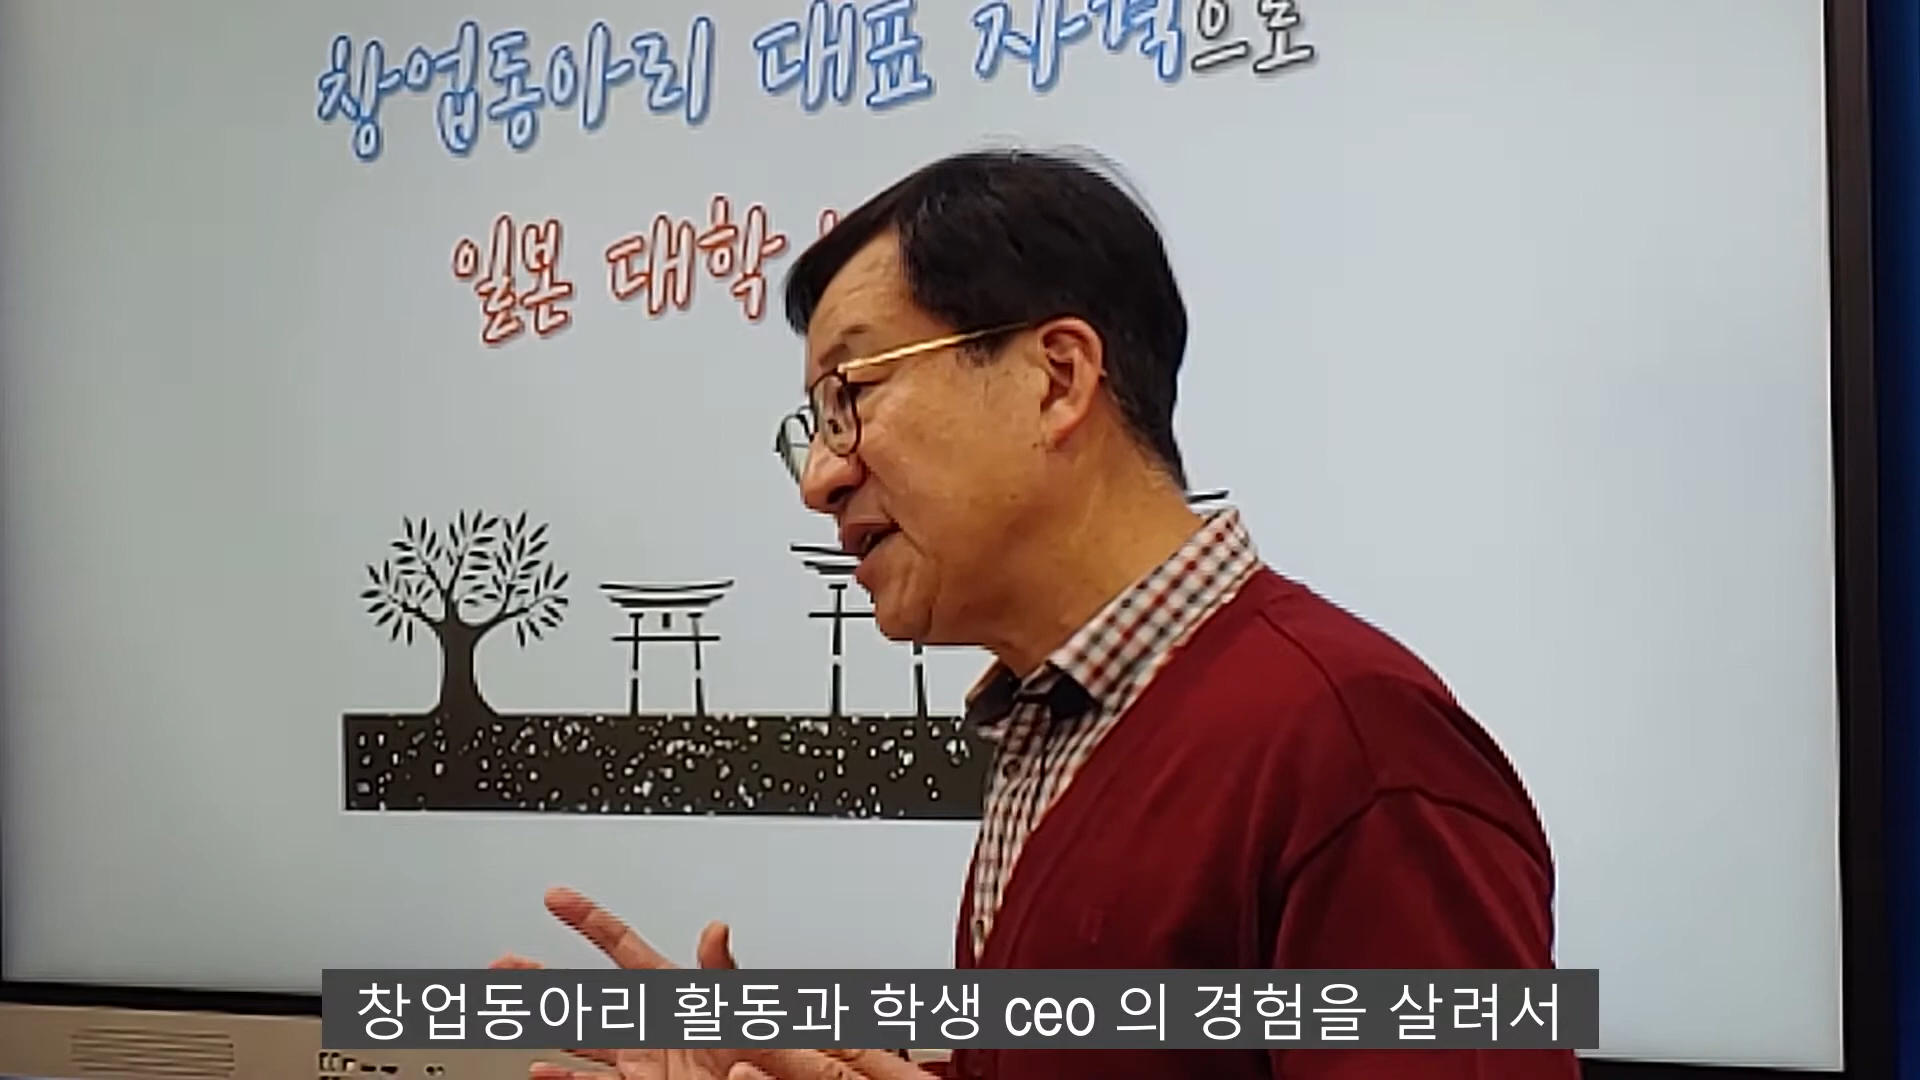 창업동아리 대표 자격으로
일본 대학
창업동아리 활동과 학생 ceo 의 경험을 살려서